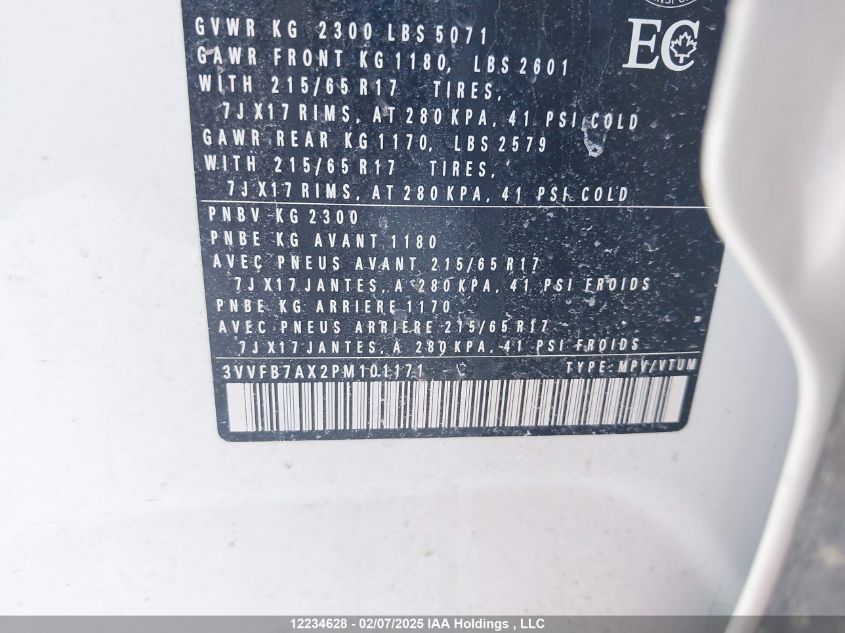 GVWR KG 2300 LBS 5071
GAWR FRONT KG 1180, LBS 2601
WITH 215/65 R17 TIRES,
7J X17 RIMS, AT 280 KPA, 41 PSI COLD
GAWR REAR KG 1170, LBS 2579
WITH 215/65 R17 TIRES,
7J X17 RIMS, AT 280 KPA, 41 PSI COLD
EC
PNBV KG 2300
PNBE KG AVANT 1180
AVEC PNEUS AVANT 215/65 R17
7J X17 JANTES, A 280 KPA, 41 PSI FROIDS
PNBE KG ARRIERE 1170
AVEC PNEUS ARRIERE 215/65 R17
7J X17 JANTES, A 280 KPA, 41 PSI FROIDS
3VVFB7AX2PM101171 C TYPE: MPV/VTUM
12234628 - 02/07/2025 IAA Holdings , LLC